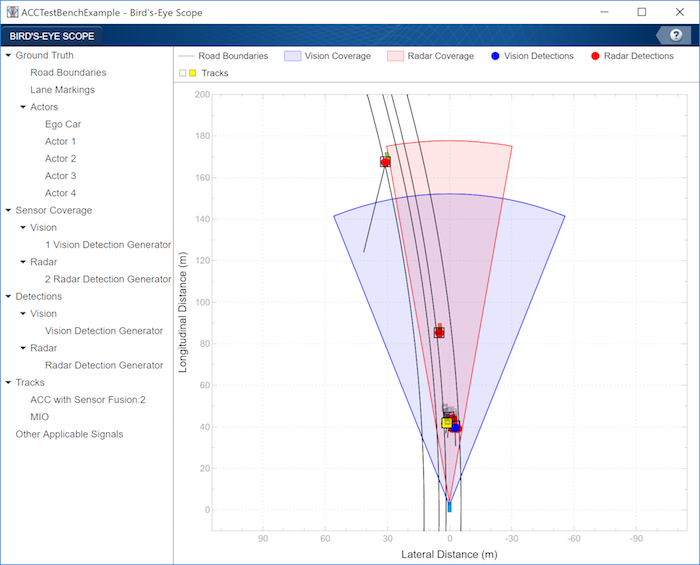 ACCTestBenchExample - Bird's-Eye Scope
BIRD'S-EYE SCOPE
?
Ground Truth
Road Boundaries
Lane Markings
Actors
Ego Car
Actor 1
Actor 2
Actor 3
Actor 4
Sensor Coverage
Vision
1 Vision Detection Generator
Radar
2 Radar Detection Generator
Detections
Vision
Vision Detection Generator
Radar
Radar Detection Generator
Tracks
ACC with Sensor Fusion:2
MIO
Other Applicable Signals
Road Boundaries Vision Coverage Radar Coverage Vision Detections Radar Detections
Tracks
200
180
160
140
120
100
80
60
40
20
0
Longitudinal Distance (m)
90 60 30 0 -30 -60 -90
Lateral Distance (m)